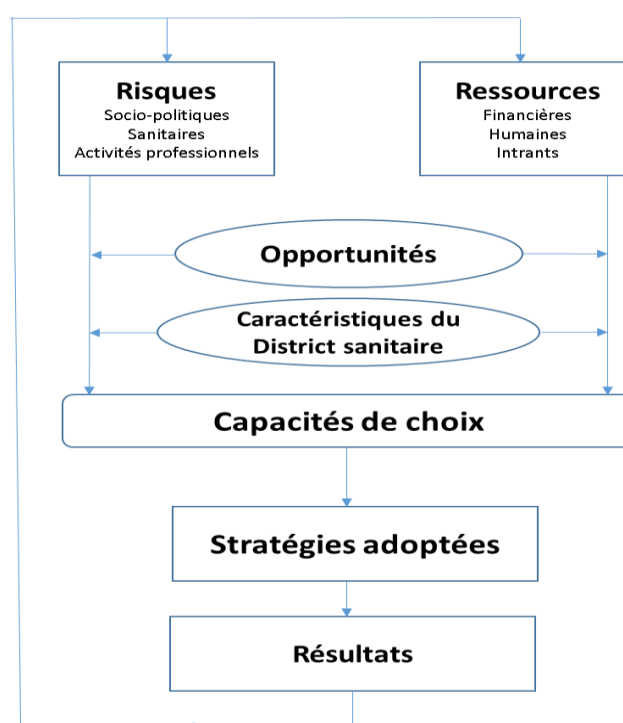 Risques
Socio-politiques
Sanitaires
Activités professionnels
Ressources
Financières
Humaines
Intrants
Opportunités
Caractéristiques du
District sanitaire
Capacités de choix
Stratégies adoptées
Résultats